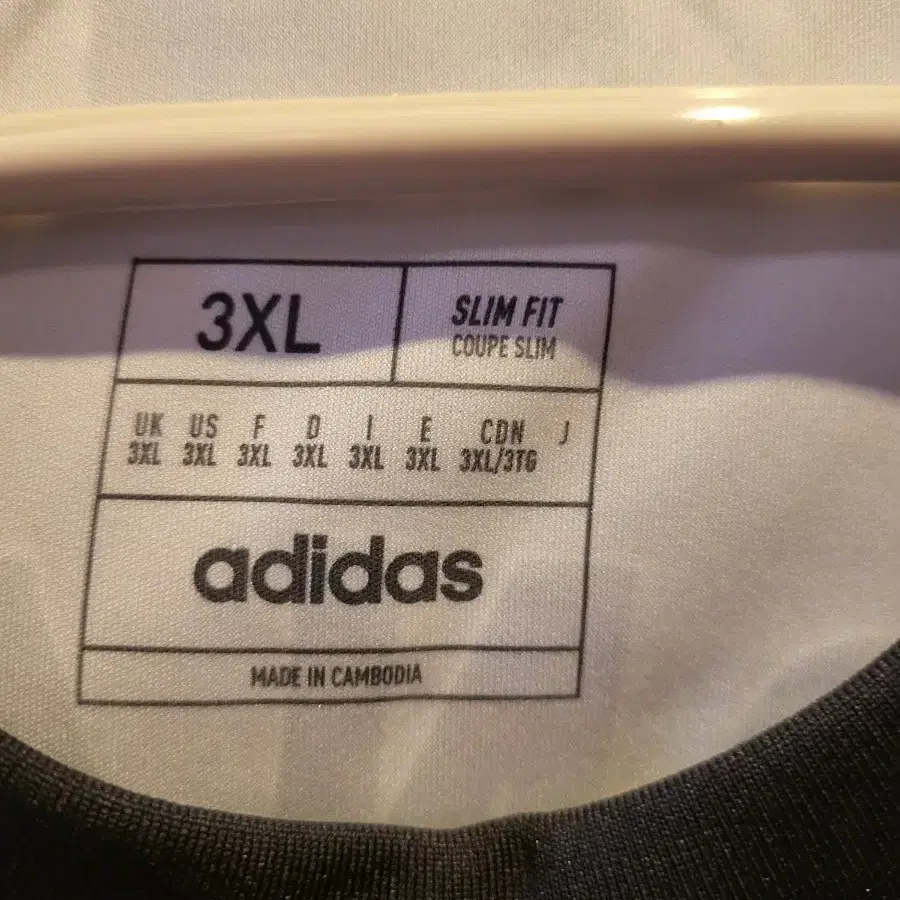 3XL
SLIM FIT
COUPE SLIM
UK US F D I E CDN J
3XL 3XL 3XL 3XL 3XL 3XL 3XL/3TG
adidas
MADE IN CAMBODIA